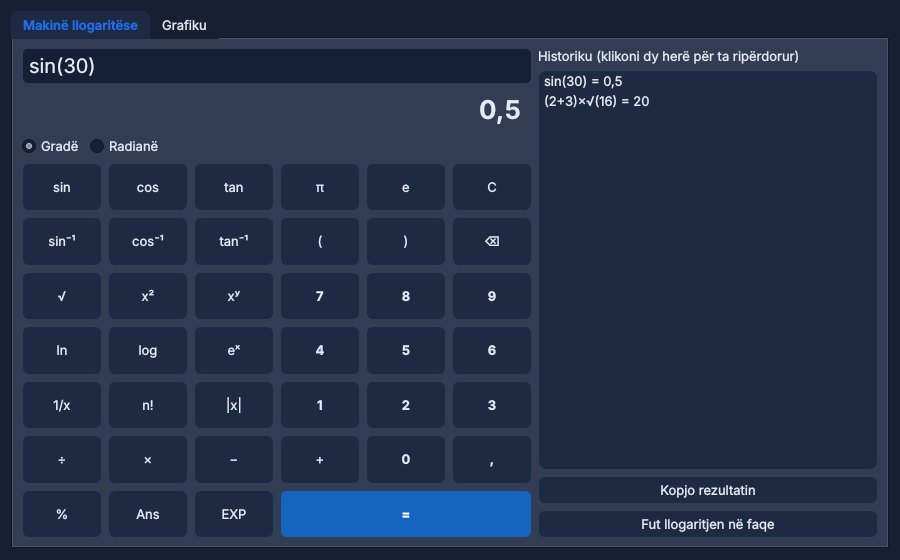 Makinë llogaritëse Grafiku
sin(30)
0,5
Gradë Radianë
sin cos tan π e C
sin⁻¹ cos⁻¹ tan⁻¹ ( ) ⌫
√ x² xʸ 7 8 9
ln log eˣ 4 5 6
1/x n! |x| 1 2 3
÷ × − + 0 ,
% Ans EXP =
Historiku (klikoni dy herë për ta ripërdorur)
sin(30) = 0,5
(2+3)×√(16) = 20
Kopjo rezultatin
Fut llogaritjen në faqe